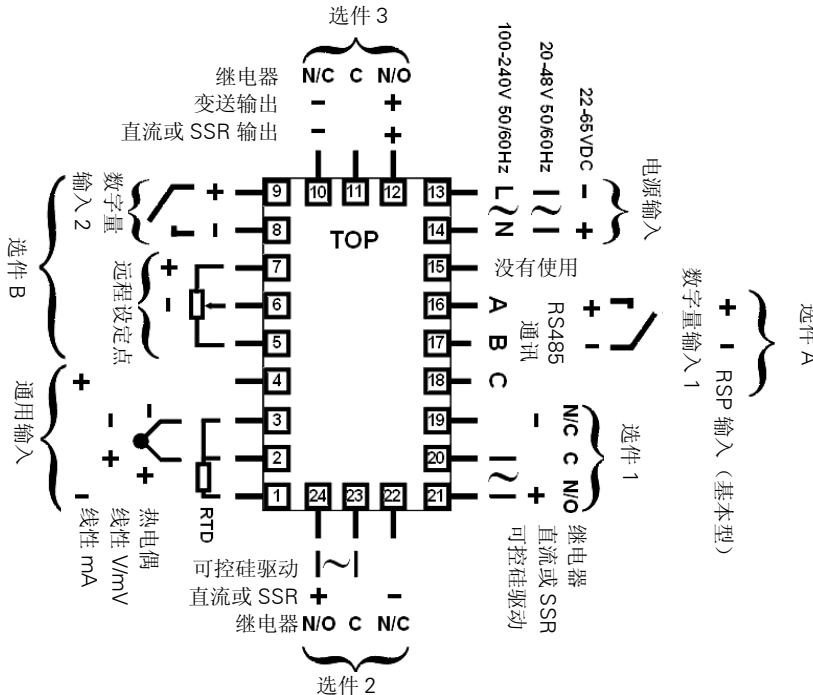 选件 3
继电器 N/C C N/O
变送输出 - +
直流或 SSR 输出 - +
10 11 12
TOP
选件 B
数字量
输入 2
+ -
远程设定点
+ -
通用输入
+
- +
- +
-
热电偶
线性 V/mV
线性 mA
RTD
9
8
7
6
5
4
3
2
1
13
14
15
16
17
18
19
20
21
100-240V 50/60Hz L ~ N
20-48V 50/60Hz ~
22-65VDC - +
电源输入
没有使用
A
B
C
RS485
通讯
+ -
数字量输入 1
+ - RSP 输入（基本型）
选件 A
选件 1
N/C C N/O 继电器
- + 直流或 SSR
~ 可控硅驱动
24 23 22
可控硅驱动 ~
直流或 SSR + -
继电器 N/O C N/C
选件 2